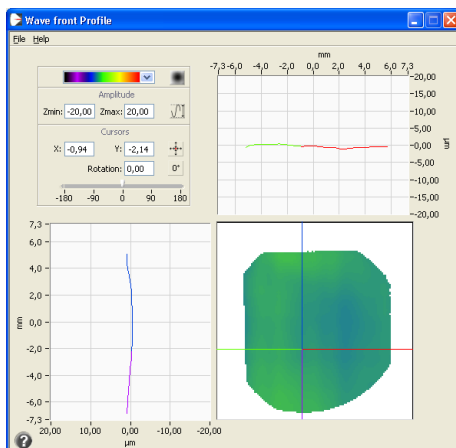 Wave front Profile
File Help
mm
-7,3 -6,0 -4,0 -2,0 0,0 2,0 4,0 6,0 7,3
Amplitude
Zmin: -20,00 Zmax: 20,00
Cursors
X: -0,94 Y: -2,14
Rotation: 0,00 0°
-180 -90 0 90 180
-20,00
-15,00
-10,00
-5,00
-0,00
-5,00
-10,00
-15,00
-20,00
µm
7,3
6,0
4,0
2,0
0,0
-2,0
-4,0
-6,0
-7,3
mm
20,00 10,00 0,00 -10,00 -20,00
µm
?